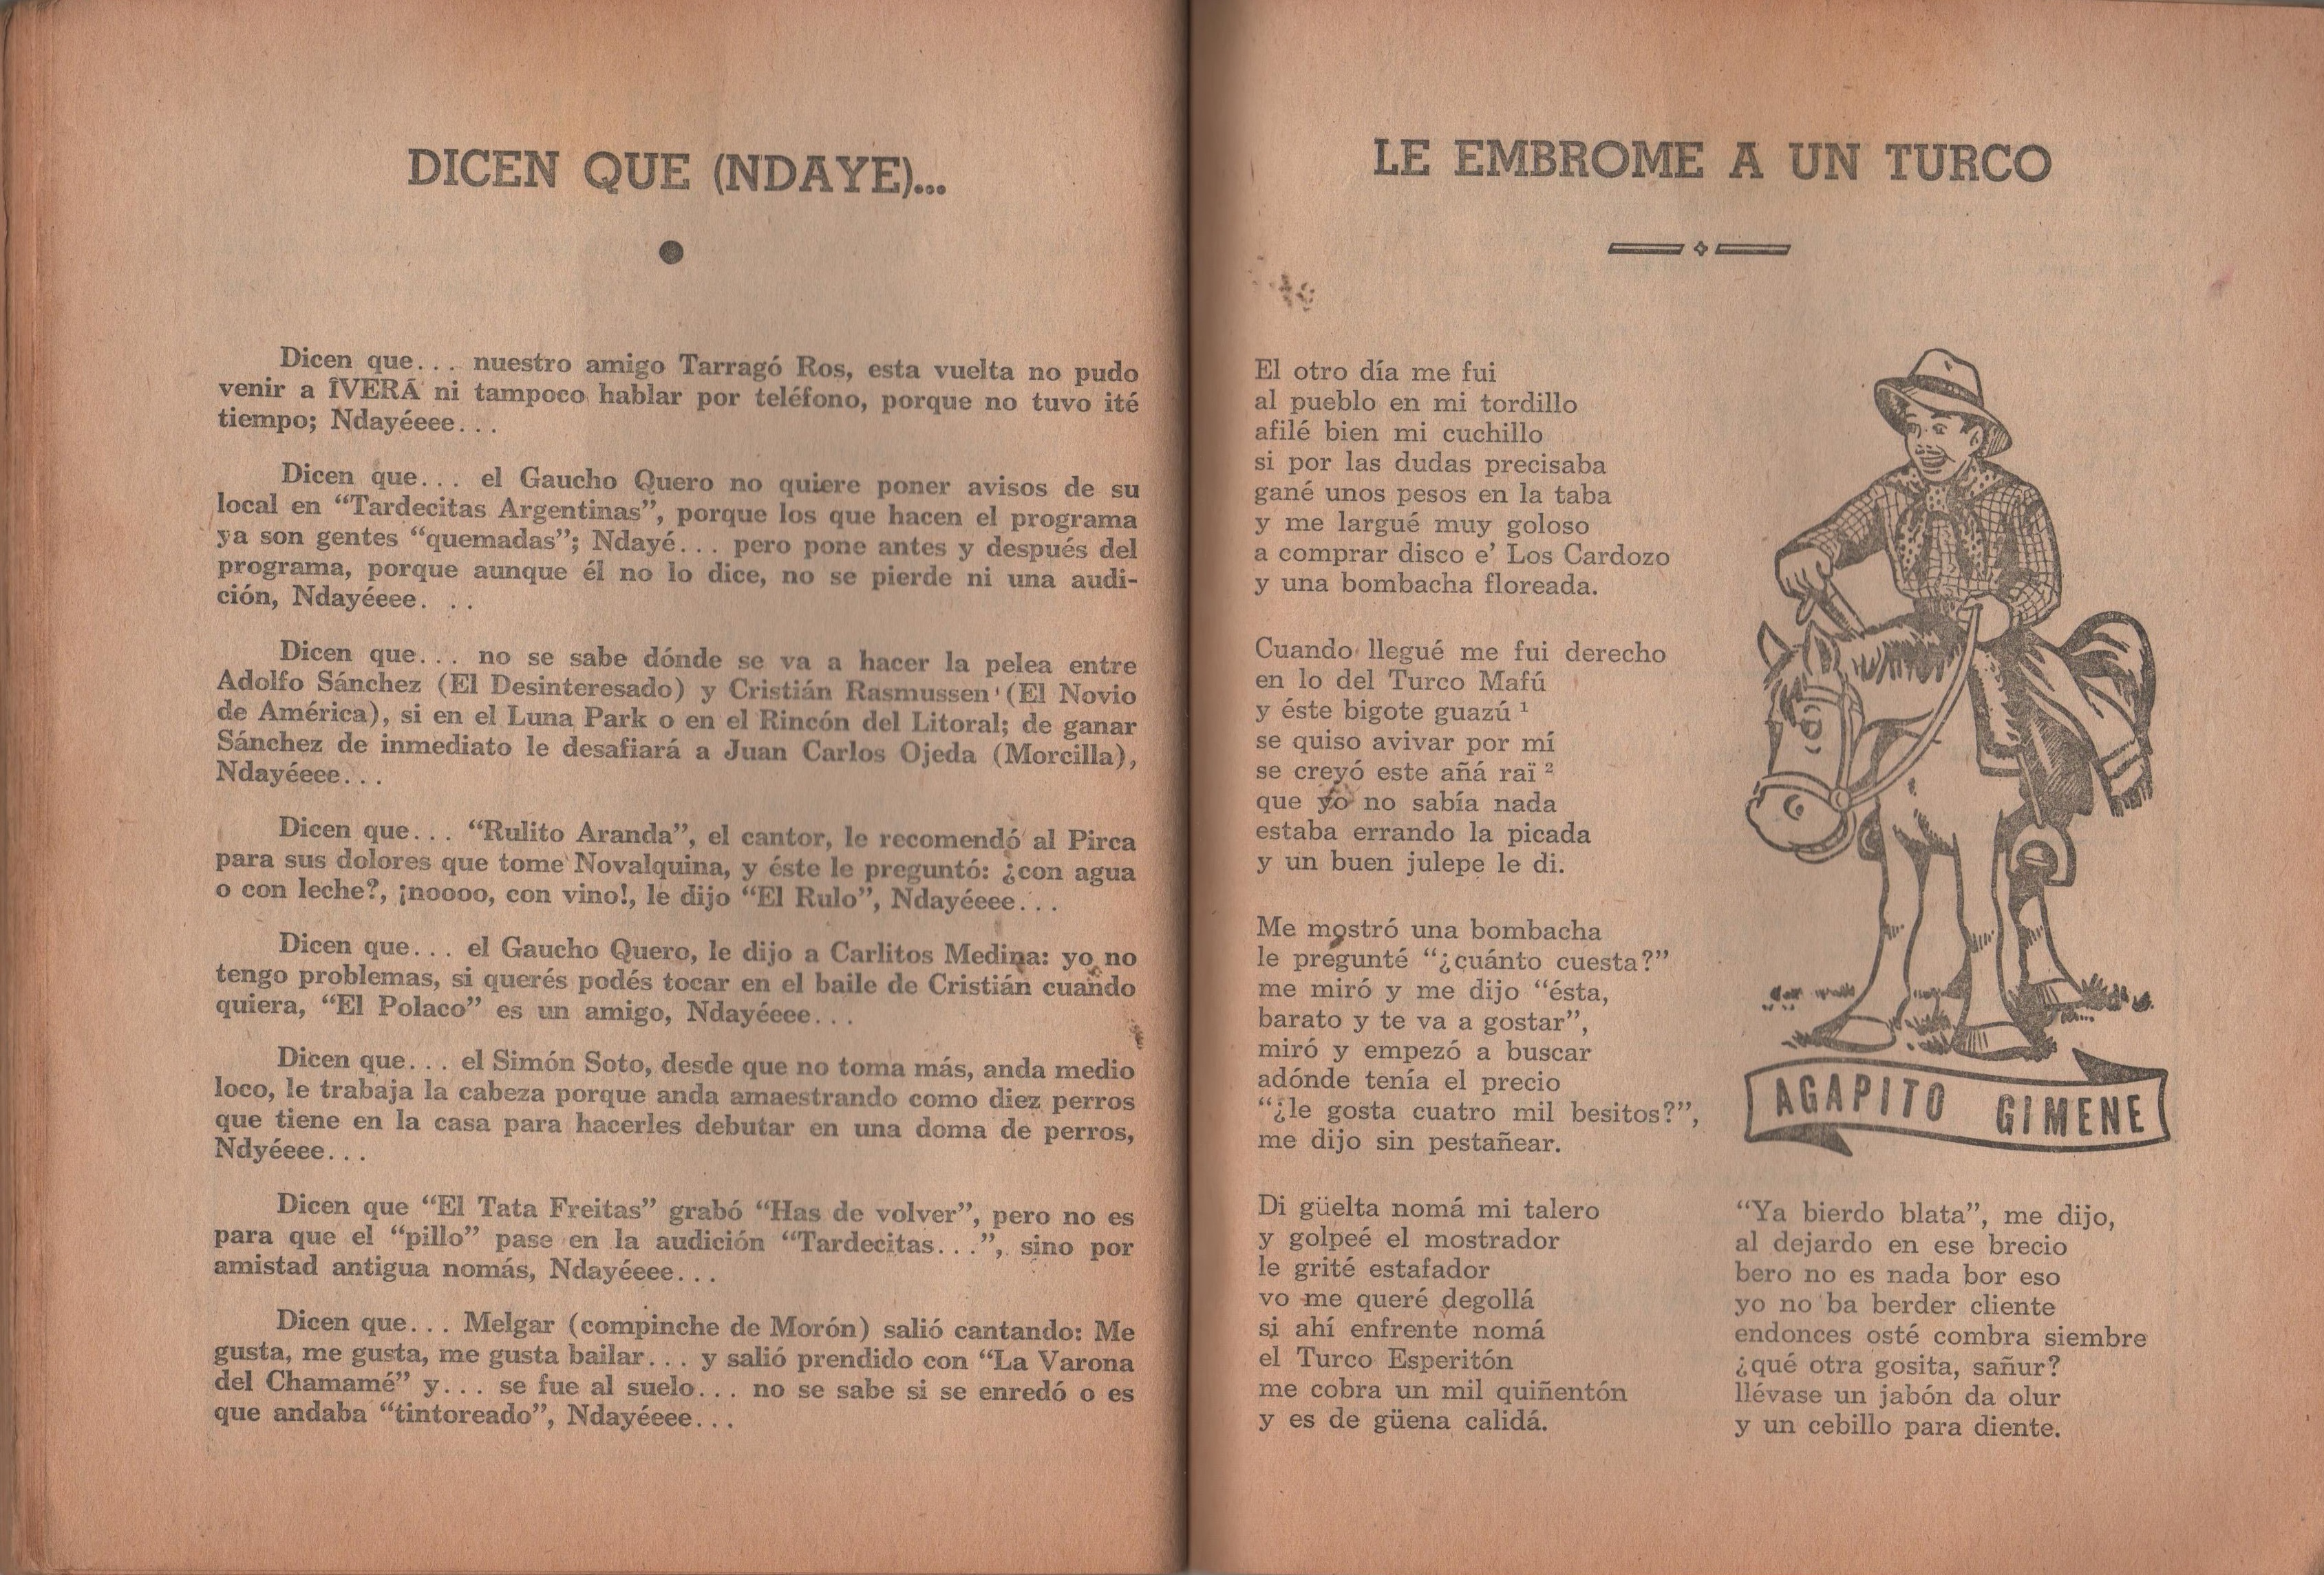 DICEN QUE (NDAYE)...
Dicen que... nuestro amigo Tarragó Ros, esta vuelta no pudo
venir a ÎVERÁ ni tampoco hablar por teléfono, porque no tuvo ité
tiempo; Ndayéeee...
Dicen que... el Gaucho Quero no quiere poner avisos de su
local en “Tardecitas Argentinas”, porque los que hacen el programa
ya son gentes “quemadas”; Ndayé... pero pone antes y después del
programa, porque aunque él no lo dice, no se pierde ni una audi-
ción, Ndayéeee. ..
Dicen que... no se sabe dónde se va a hacer la pelea entre
Adolfo Sánchez (El Desinteresado) y Cristián Rasmussen (El Novio
de América), si en el Luna Park o en el Rincón del Litoral; de ganar
Sánchez de inmediato le desafiará a Juan Carlos Ojeda (Morcilla),
Ndayéeee...
Dicen que... “Rulito Aranda”, el cantor, le recomendó al Pirca
para sus dolores que tome Novalquina, y éste le preguntó: ¿con agua
o con leche?, ¡noooo, con vino!, le dijo “El Rulo”, Ndayéeee...
Dicen que... el Gaucho Quero, le dijo a Carlitos Medina: yo no
tengo problemas, si querés podés tocar en el baile de Cristián cuando
quiera, “El Polaco” es un amigo, Ndayéeee...
Dicen que... el Simón Soto, desde que no toma más, anda medio
loco, le trabaja la cabeza porque anda amaestrando como diez perros
que tiene en la casa para hacerles debutar en una doma de perros,
Ndyéeee...
Dicen que “El Tata Freitas” grabó “Has de volver”, pero no es
para que el “pillo” pase en la audición “Tardecitas...”, sino por
amistad antigua nomás, Ndayéeee...
Dicen que... Melgar (compinche de Morón) salió cantando: Me
gusta, me gusta, me gusta bailar... y salió prendido con “La Varona
del Chamamé” y... se fue al suelo... no se sabe si se enredó o es
que andaba “tintoreado”, Ndayéeee...
LE EMBROME A UN TURCO
El otro día me fui
al pueblo en mi tordillo
afilé bien mi cuchillo
si por las dudas precisaba
gané unos pesos en la taba
y me largué muy goloso
a comprar disco e’ Los Cardozo
y una bombacha floreada.
Cuando llegué me fui derecho
en lo del Turco Mafú
y éste bigote guazú ¹
se quiso avivar por mí
se creyó este añá raï ²
que yo no sabía nada
estaba errando la picada
y un buen julepe le di.
Me mostró una bombacha
le pregunté “¿cuánto cuesta?”
me miró y me dijo “ésta,
barato y te va a gostar”,
miró y empezó a buscar
adónde tenía el precio
“¿le gosta cuatro mil besitos?”,
me dijo sin pestañear.
Di güelta nomá mi talero
y golpeé el mostrador
le grité estafador
vo me queré degollá
si ahí enfrente nomá
el Turco Esperitón
me cobra un mil quiñentón
y es de güena calidá.
AGAPITO GIMENE
“Ya bierdo blata”, me dijo,
al dejardo en ese brecio
bero no es nada bor eso
yo no ba berder cliente
endonces osté combra siembre
¿qué otra gosita, sañur?
llévase un jabón da olur
y un cebillo para diente.